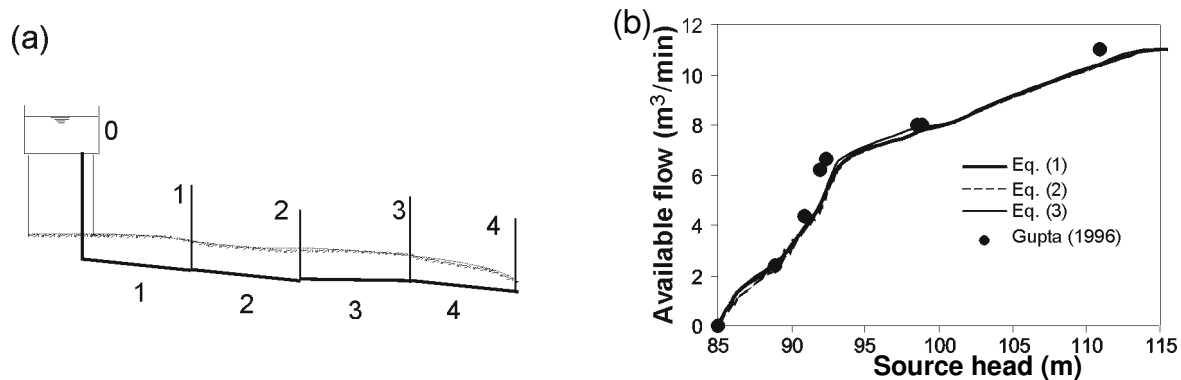 (a)
0
1
2
3
4
1
2
3
4
(b)
Available flow (m³/min)
12
10
8
6
4
2
0
Eq. (1)
Eq. (2)
Eq. (3)
Gupta (1996)
85
90
95
100
105
110
115
Source head (m)